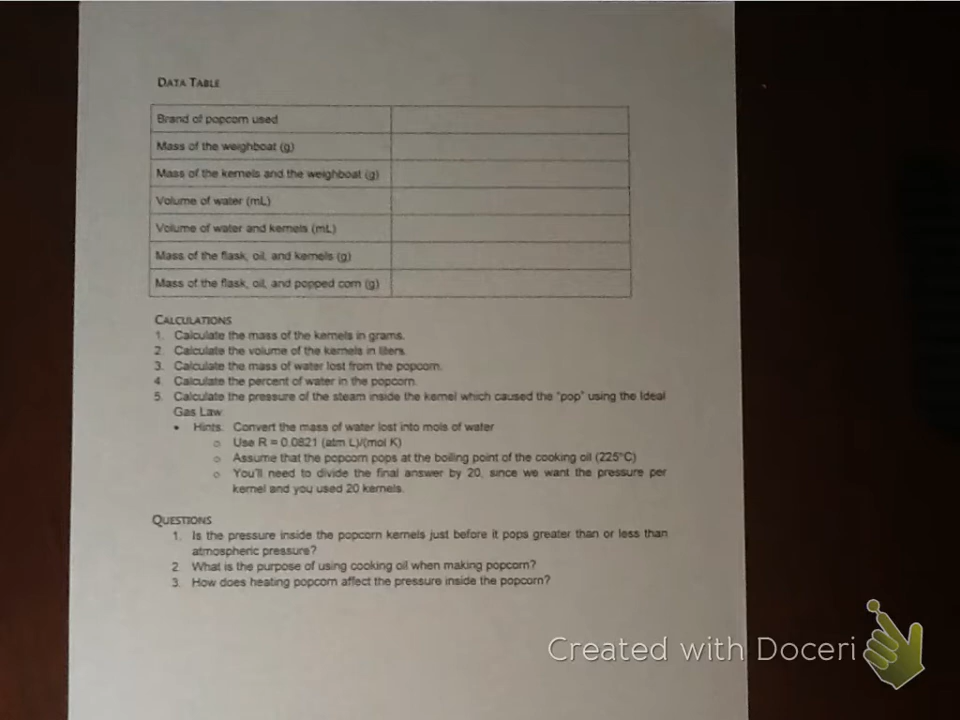 DATA TABLE
Brand of popcorn used
Mass of the weighboat (g)
Mass of the kernels and the weighboat (g)
Volume of water (mL)
Volume of water and kernels (mL)
Mass of the flask, oil, and kernels (g)
Mass of the flask, oil, and popped corn (g)
CALCULATIONS
1. Calculate the mass of the kernels in grams.
2. Calculate the volume of the kernels in liters.
3. Calculate the mass of water lost from the popcorn.
4. Calculate the percent of water in the popcorn.
5. Calculate the pressure of the steam inside the kernel which caused the "pop" using the Ideal
Gas Law
• Hints: Convert the mass of water lost into mols of water
o Use R = 0.0821 (atm L)/(mol K)
o Assume that the popcorn pops at the boiling point of the cooking oil (225°C)
o You'll need to divide the final answer by 20, since we want the pressure per
kernel and you used 20 kernels.
QUESTIONS
1. Is the pressure inside the popcorn kernels just before it pops greater than or less than
atmospheric pressure?
2. What is the purpose of using cooking oil when making popcorn?
3. How does heating popcorn affect the pressure inside the popcorn?
Created with Doceri